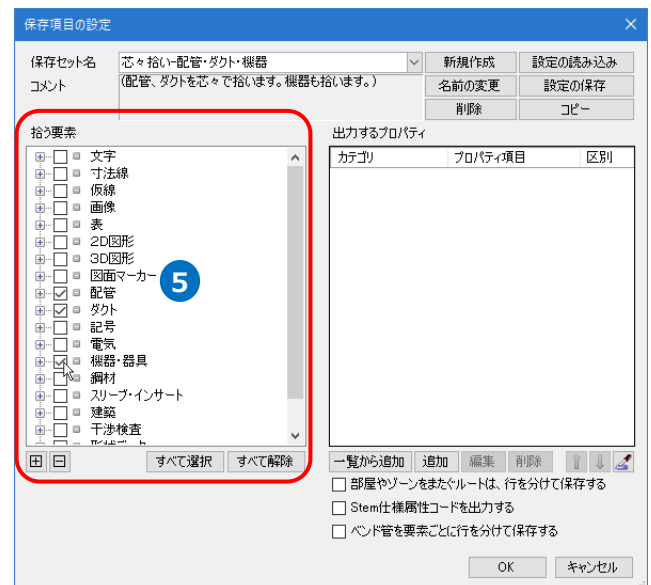 保存項目の設定
保存セット名 芯々拾い-配管・ダクト・機器 新規作成 設定の読み込み
コメント (配管、ダクトを芯々で拾います。機器も拾います。) 名前の変更 設定の保存
削除 コピー
拾う要素 出力するプロパティ
カテゴリ プロパティ項目 区別
文字
寸法線
仮線
画像
表
2D図形
3D図形
図面マーカー
5
配管
ダクト
記号
電気
機器・器具
鋼材
スリーブ・インサート
建築
干渉検査
すべて選択 すべて解除 一覧から追加 追加 編集 削除
部屋やゾーンをまたぐルートは、行を分けて保存する
Stem仕様属性コードを出力する
ベンド管を要素ごとに行を分けて保存する
OK キャンセル